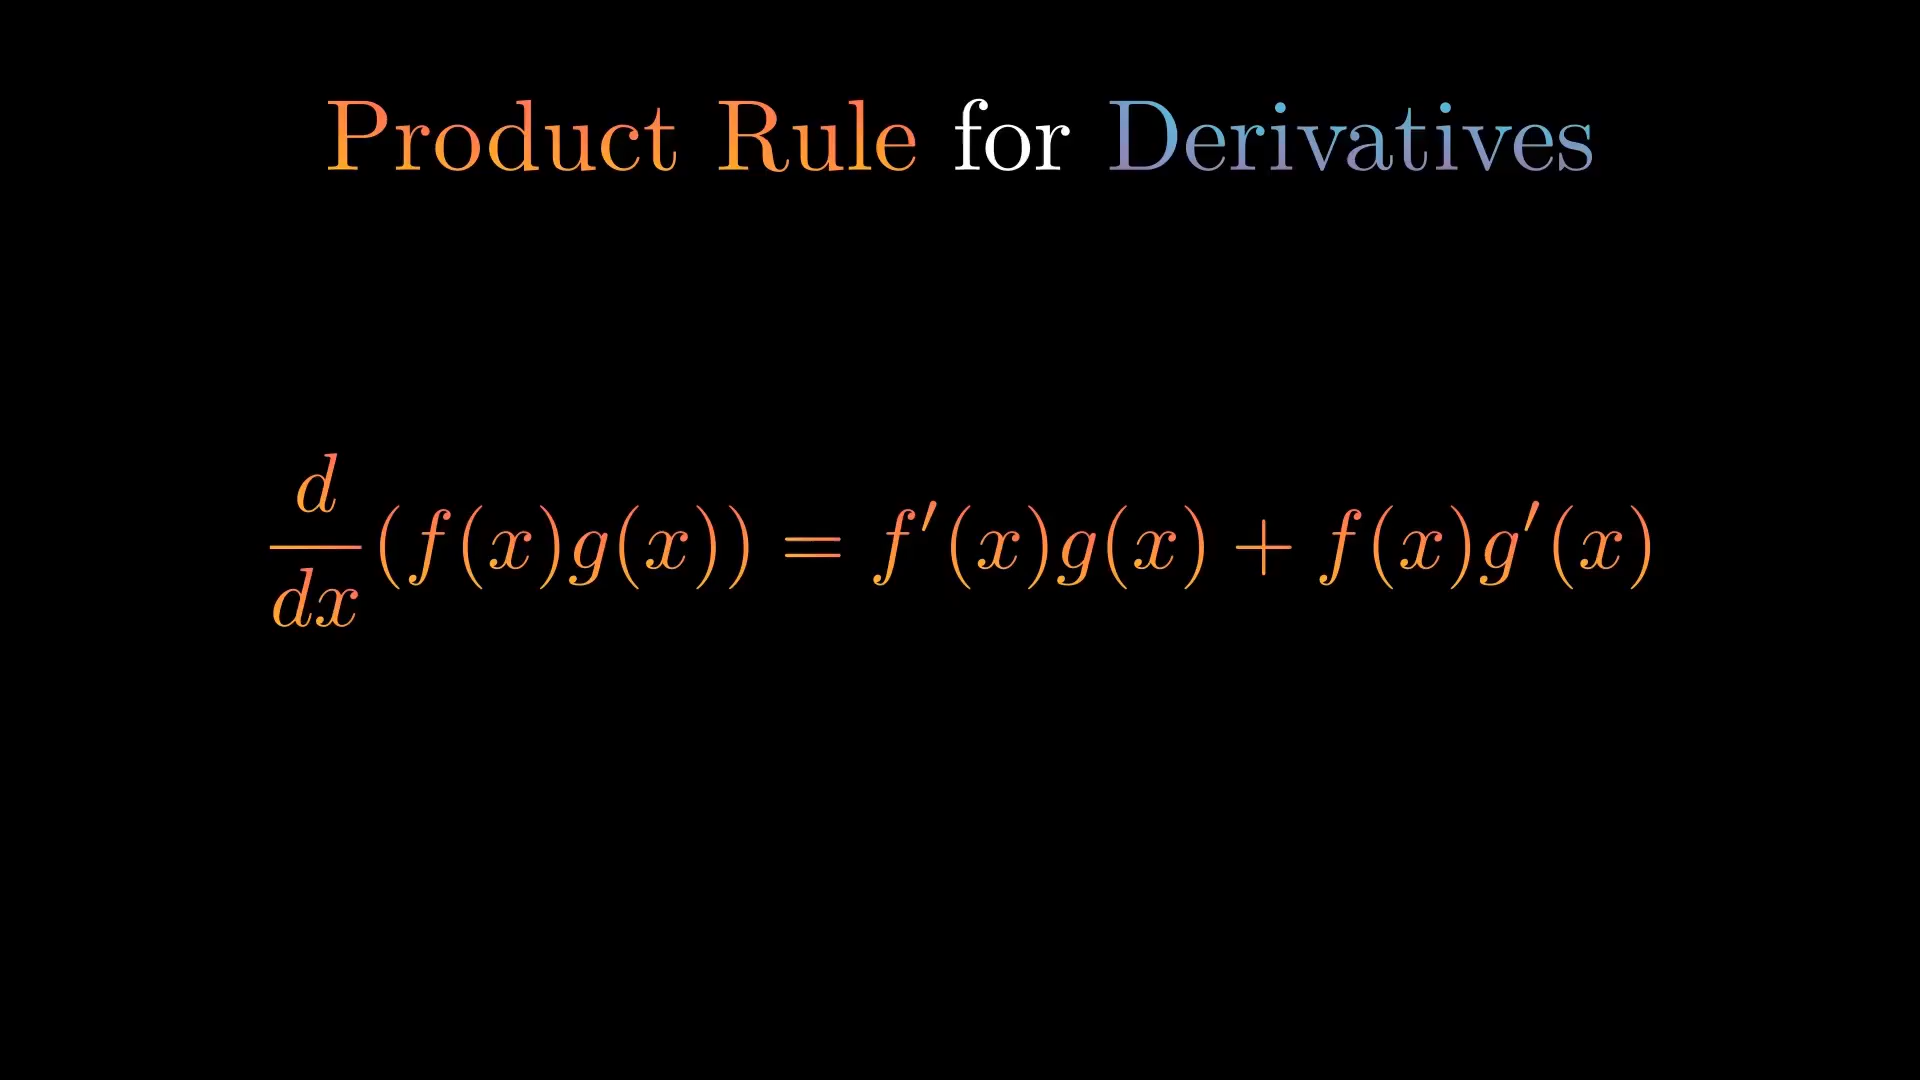 Product Rule for Derivatives
d/dx (f(x)g(x)) = f′(x)g(x) + f(x)g′(x)